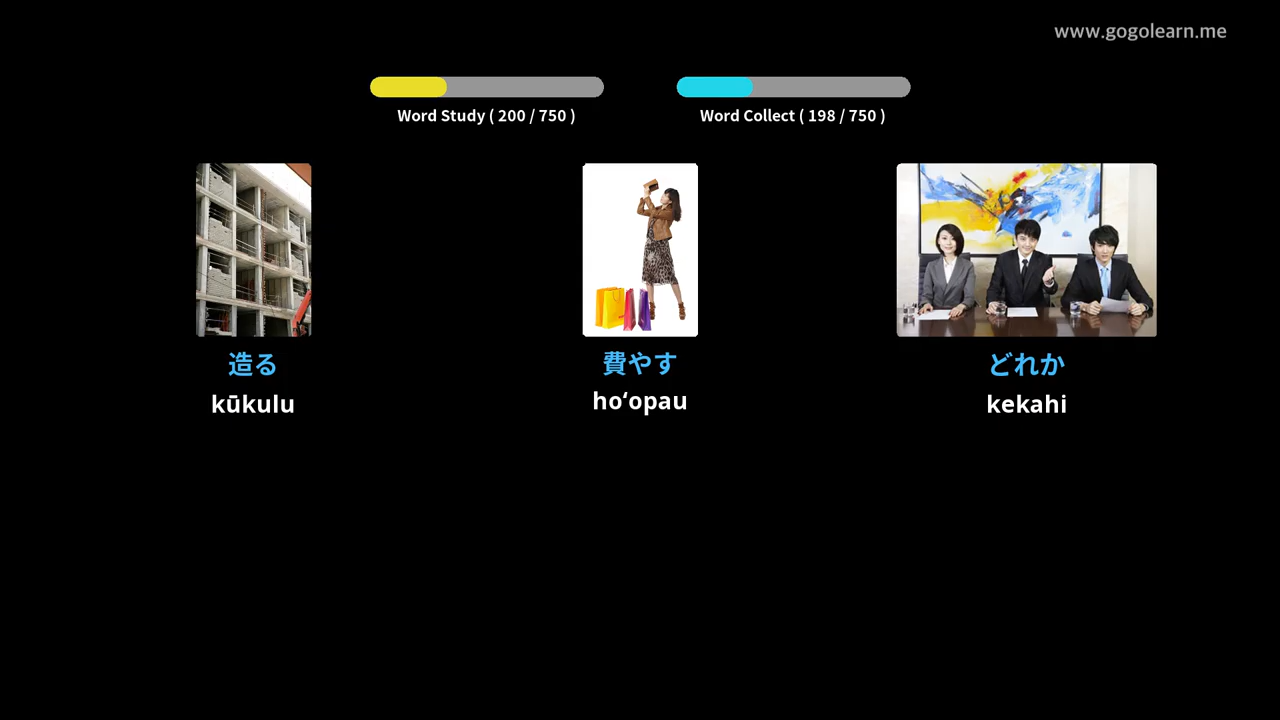 www.gogolearn.me
Word Study ( 200 / 750 )
Word Collect ( 198 / 750 )
造る
費やす
どれか
kūkulu
hoʻopau
kekahi